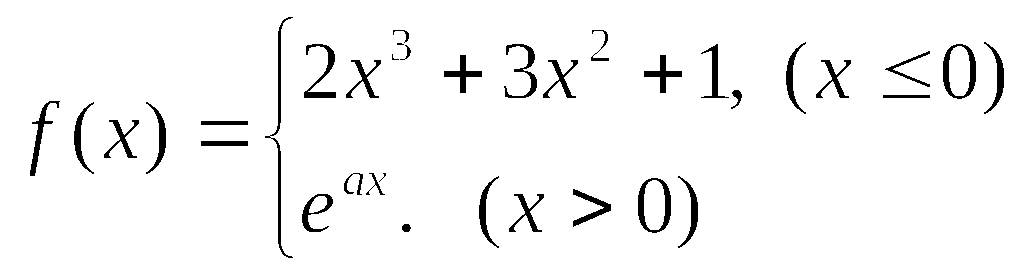 f(x) = { 2x³ + 3x² + 1, (x ≤ 0)
e^{ax}. (x > 0)